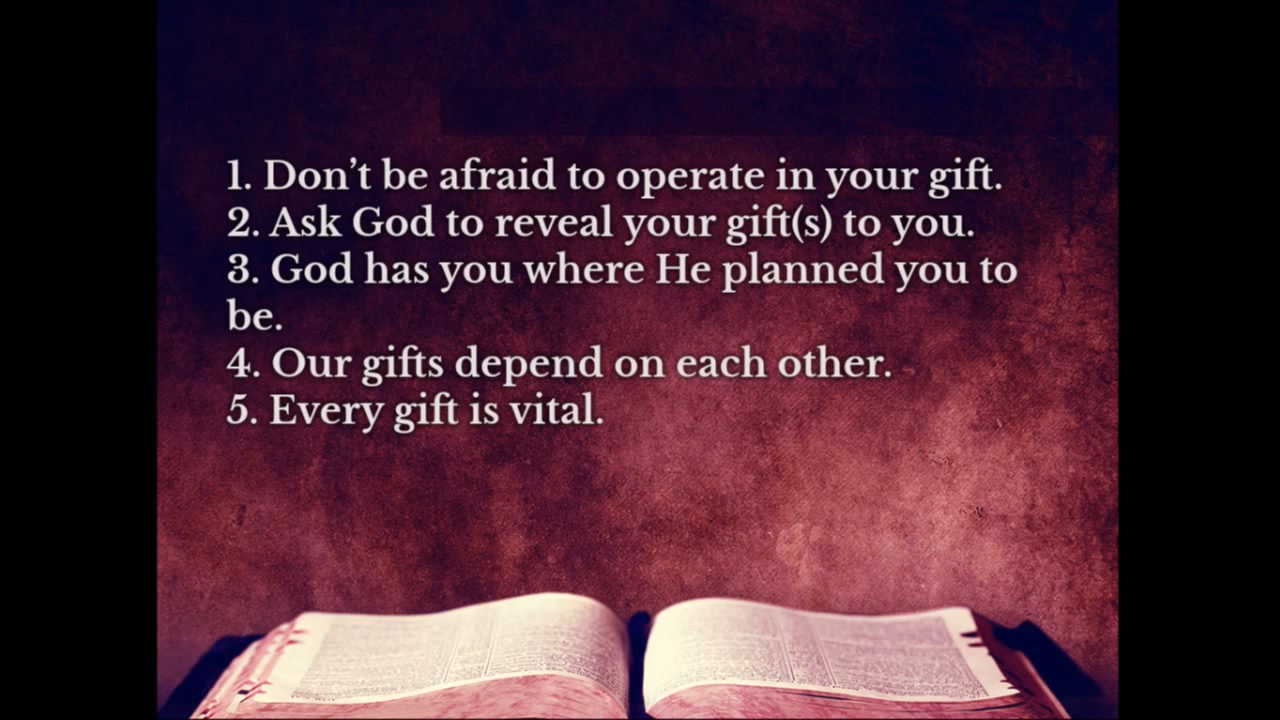 1. Don’t be afraid to operate in your gift.
2. Ask God to reveal your gift(s) to you.
3. God has you where He planned you to
be.
4. Our gifts depend on each other.
5. Every gift is vital.